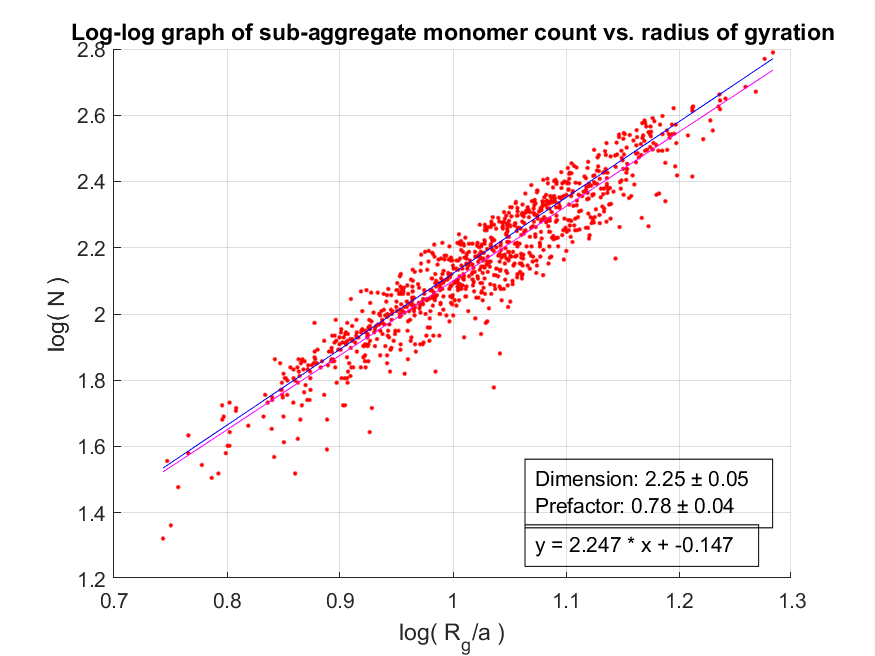 Log-log graph of sub-aggregate monomer count vs. radius of gyration
2.8
2.6
2.4
2.2
2
1.8
1.6
1.4
1.2
log( N )
Dimension: 2.25 ± 0.05
Prefactor: 0.78 ± 0.04
y = 2.247 * x + -0.147
0.7 0.8 0.9 1 1.1 1.2 1.3
log( Rg/a )